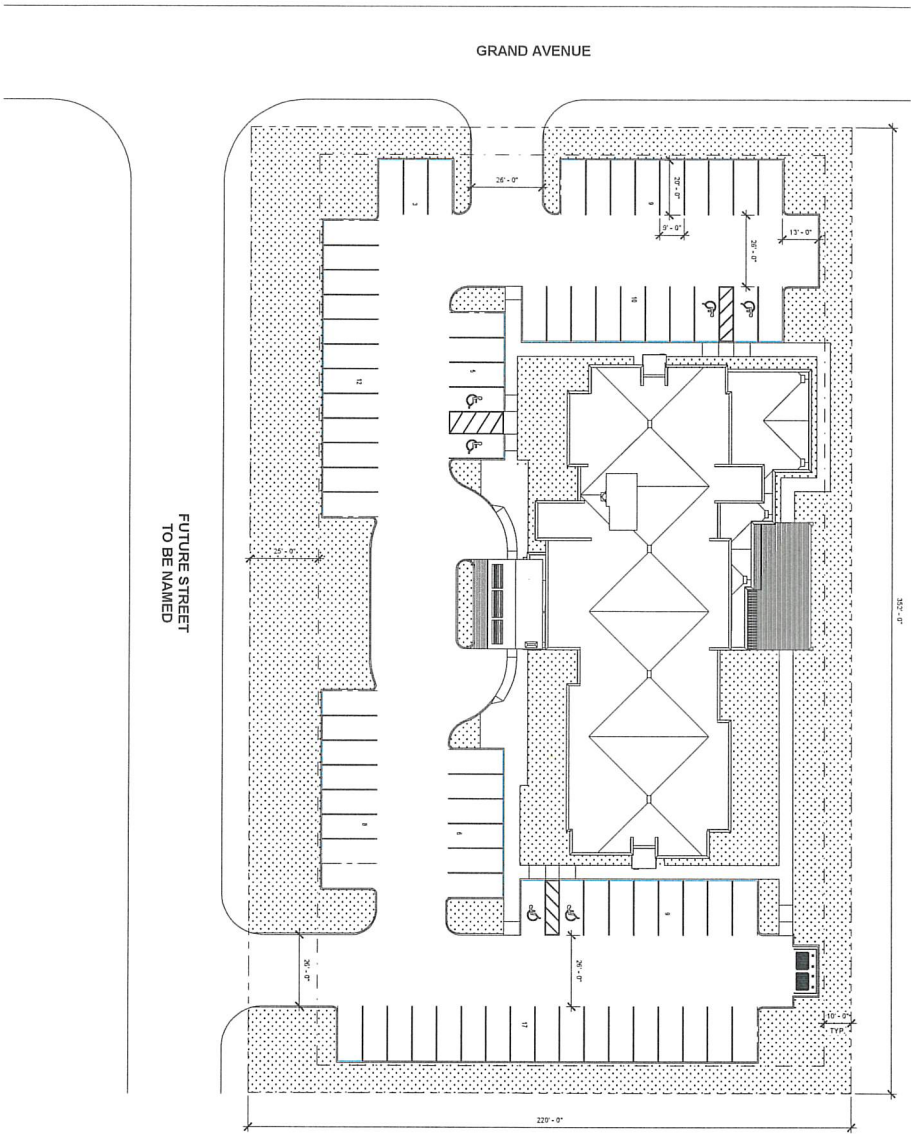 GRAND AVENUE
26' - 0"
3
9
20' - 0"
9' - 0"
26' - 0"
13' - 0"
10
12
5
FUTURE STREET
TO BE NAMED
25' - 0"
352' - 0"
8
6
9
26' - 0"
26' - 0"
17
10' - 0"
TYP.
220' - 0"